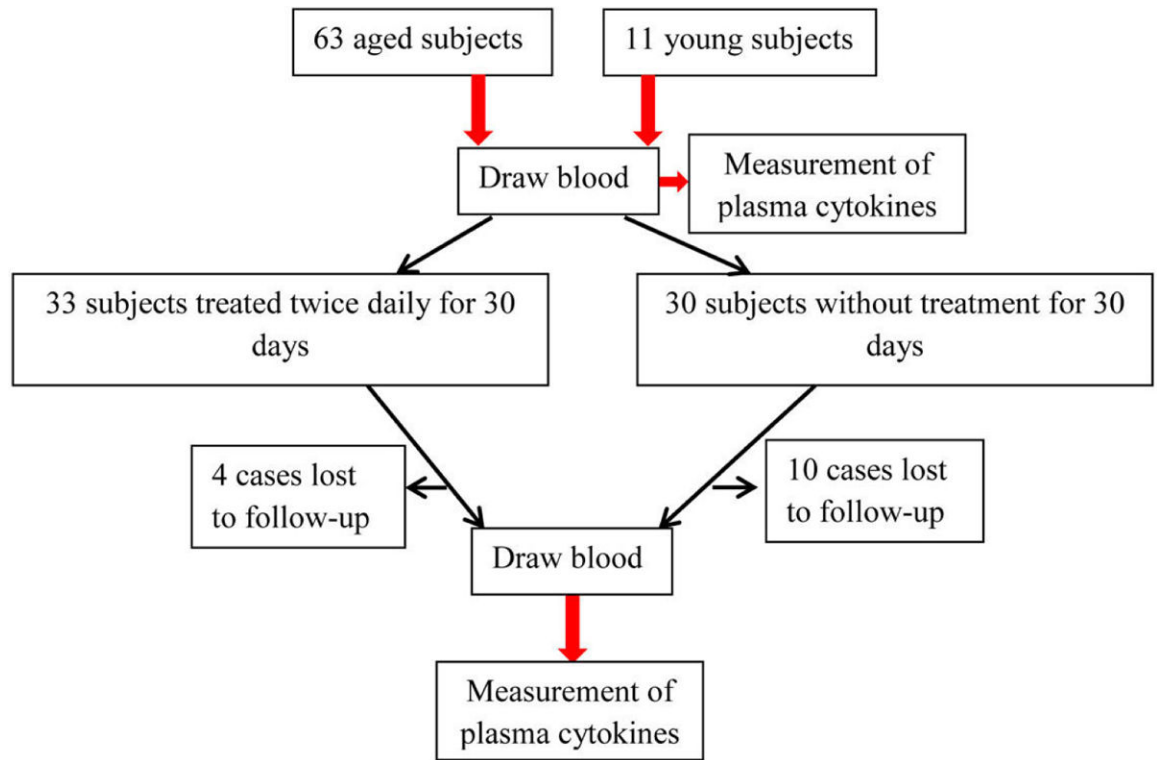 63 aged subjects
11 young subjects
Draw blood
Measurement of
plasma cytokines
33 subjects treated twice daily for 30
days
30 subjects without treatment for 30
days
4 cases lost
to follow-up
10 cases lost
to follow-up
Draw blood
Measurement of
plasma cytokines